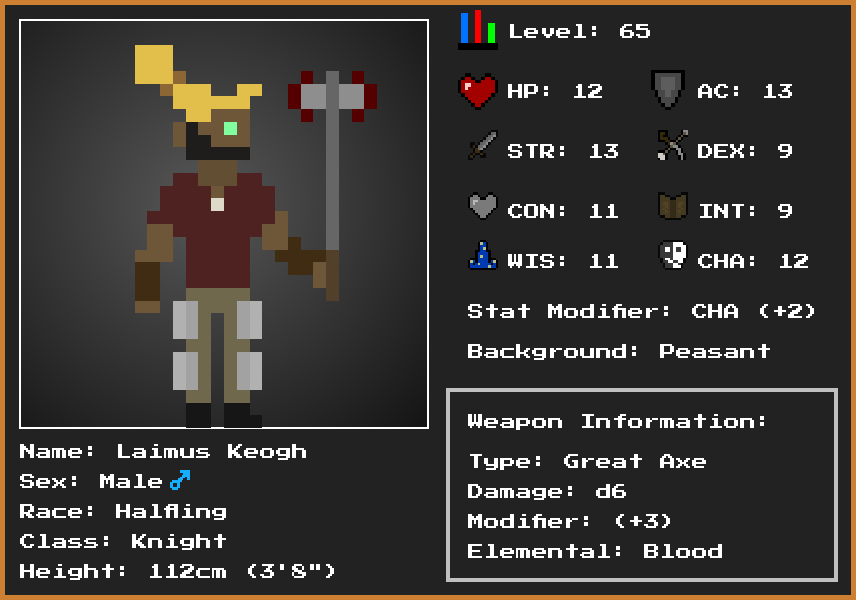 Level: 65
HP: 12 AC: 13
STR: 13 DEX: 9
CON: 11 INT: 9
WIS: 11 CHA: 12
Stat Modifier: CHA (+2)
Background: Peasant
Name: Laimus Keogh
Sex: Male ♂
Race: Halfling
Class: Knight
Height: 112cm (3'8")
Weapon Information:
Type: Great Axe
Damage: d6
Modifier: (+3)
Elemental: Blood